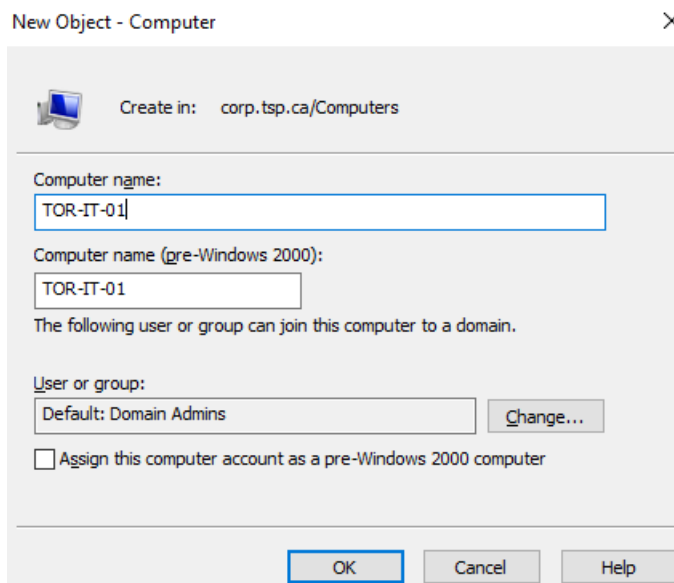 New Object - Computer
Create in: corp.tsp.ca/Computers
Computer name:
TOR-IT-01
Computer name (pre-Windows 2000):
TOR-IT-01
The following user or group can join this computer to a domain.
User or group:
Default: Domain Admins
Change...
Assign this computer account as a pre-Windows 2000 computer
OK Cancel Help